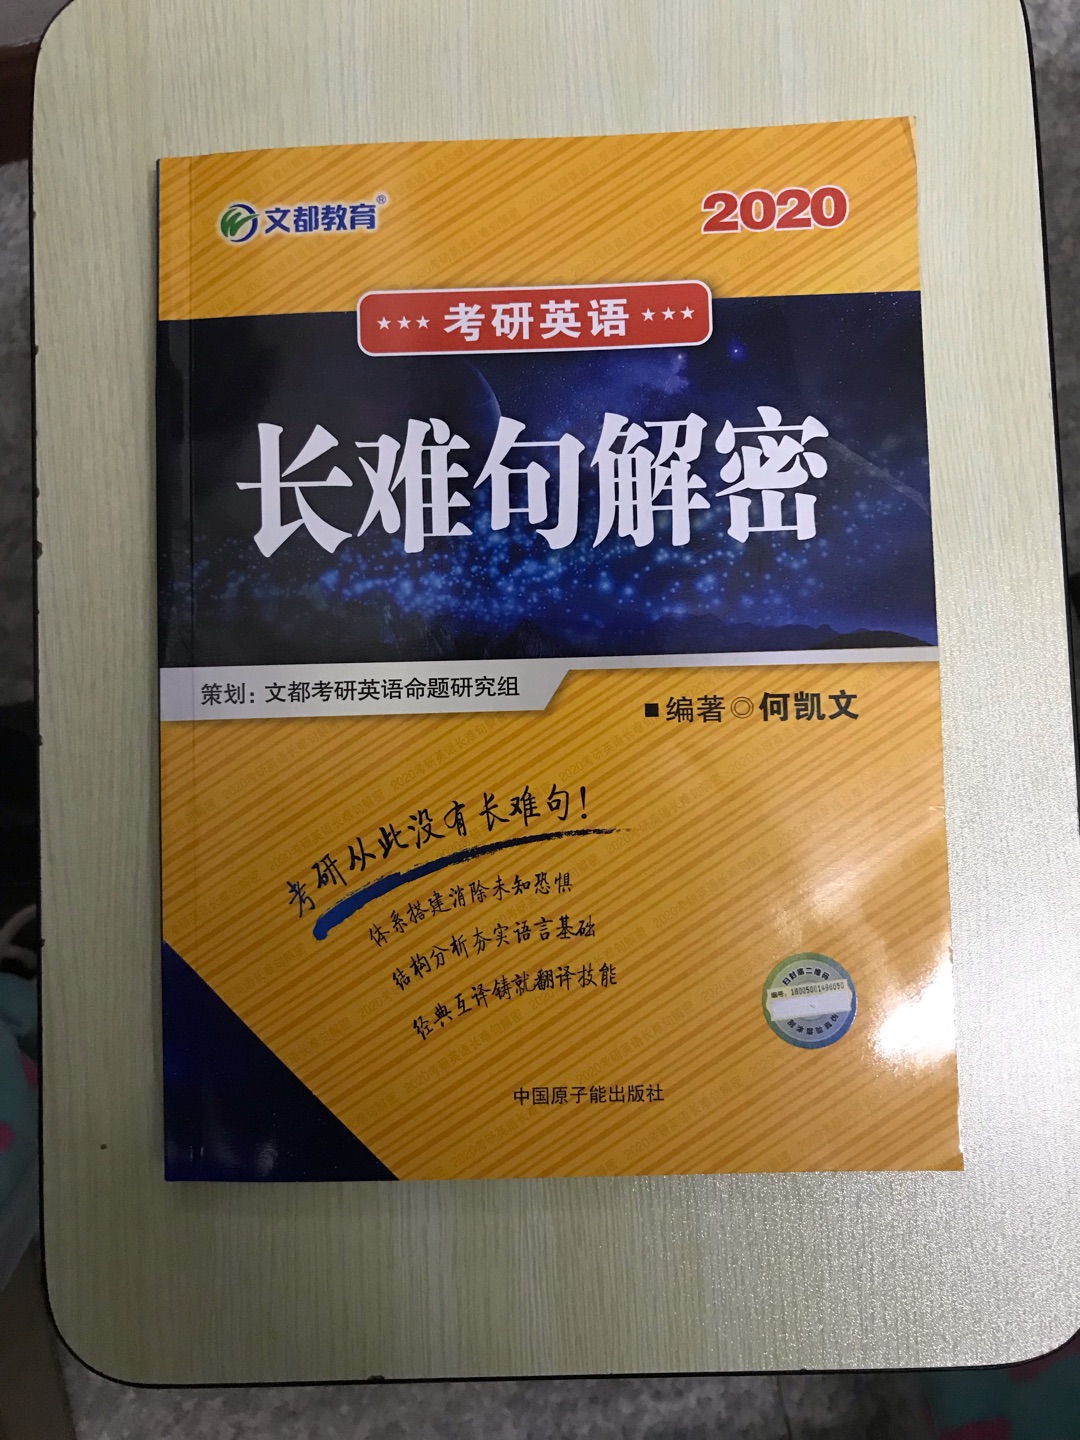 文都教育®
2020
★★★ 考研英语 ★★★
长难句解密
策划：文都考研英语命题研究组
■编著◎何凯文
考研从此没有长难句！
体系搭建消除未知恐惧
结构分析夯实语言基础
经典互译铸就翻译技能
中国原子能出版社